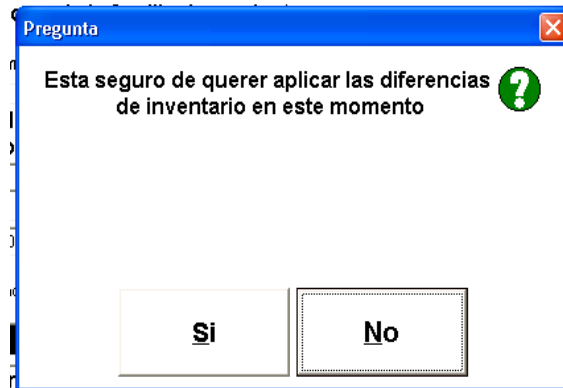 Pregunta
Esta seguro de querer aplicar las diferencias
de inventario en este momento
Si
No